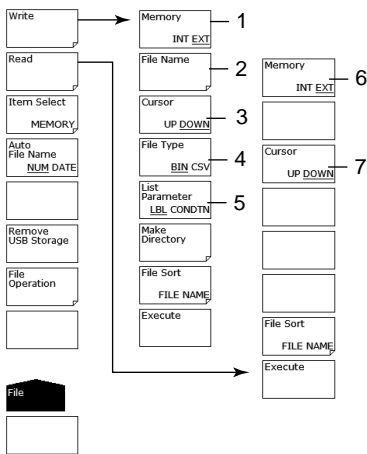 Write
Read
Item Select
MEMORY
Auto
File Name
NUM DATE
Remove
USB Storage
File
Operation
File
Memory
INT EXT
1
File Name
2
Cursor
UP DOWN
3
File Type
BIN CSV
4
List
Parameter
LBL CONDTN
5
Make
Directory
File Sort
FILE NAME
Execute
Memory
INT EXT
6
Cursor
UP DOWN
7
File Sort
FILE NAME
Execute